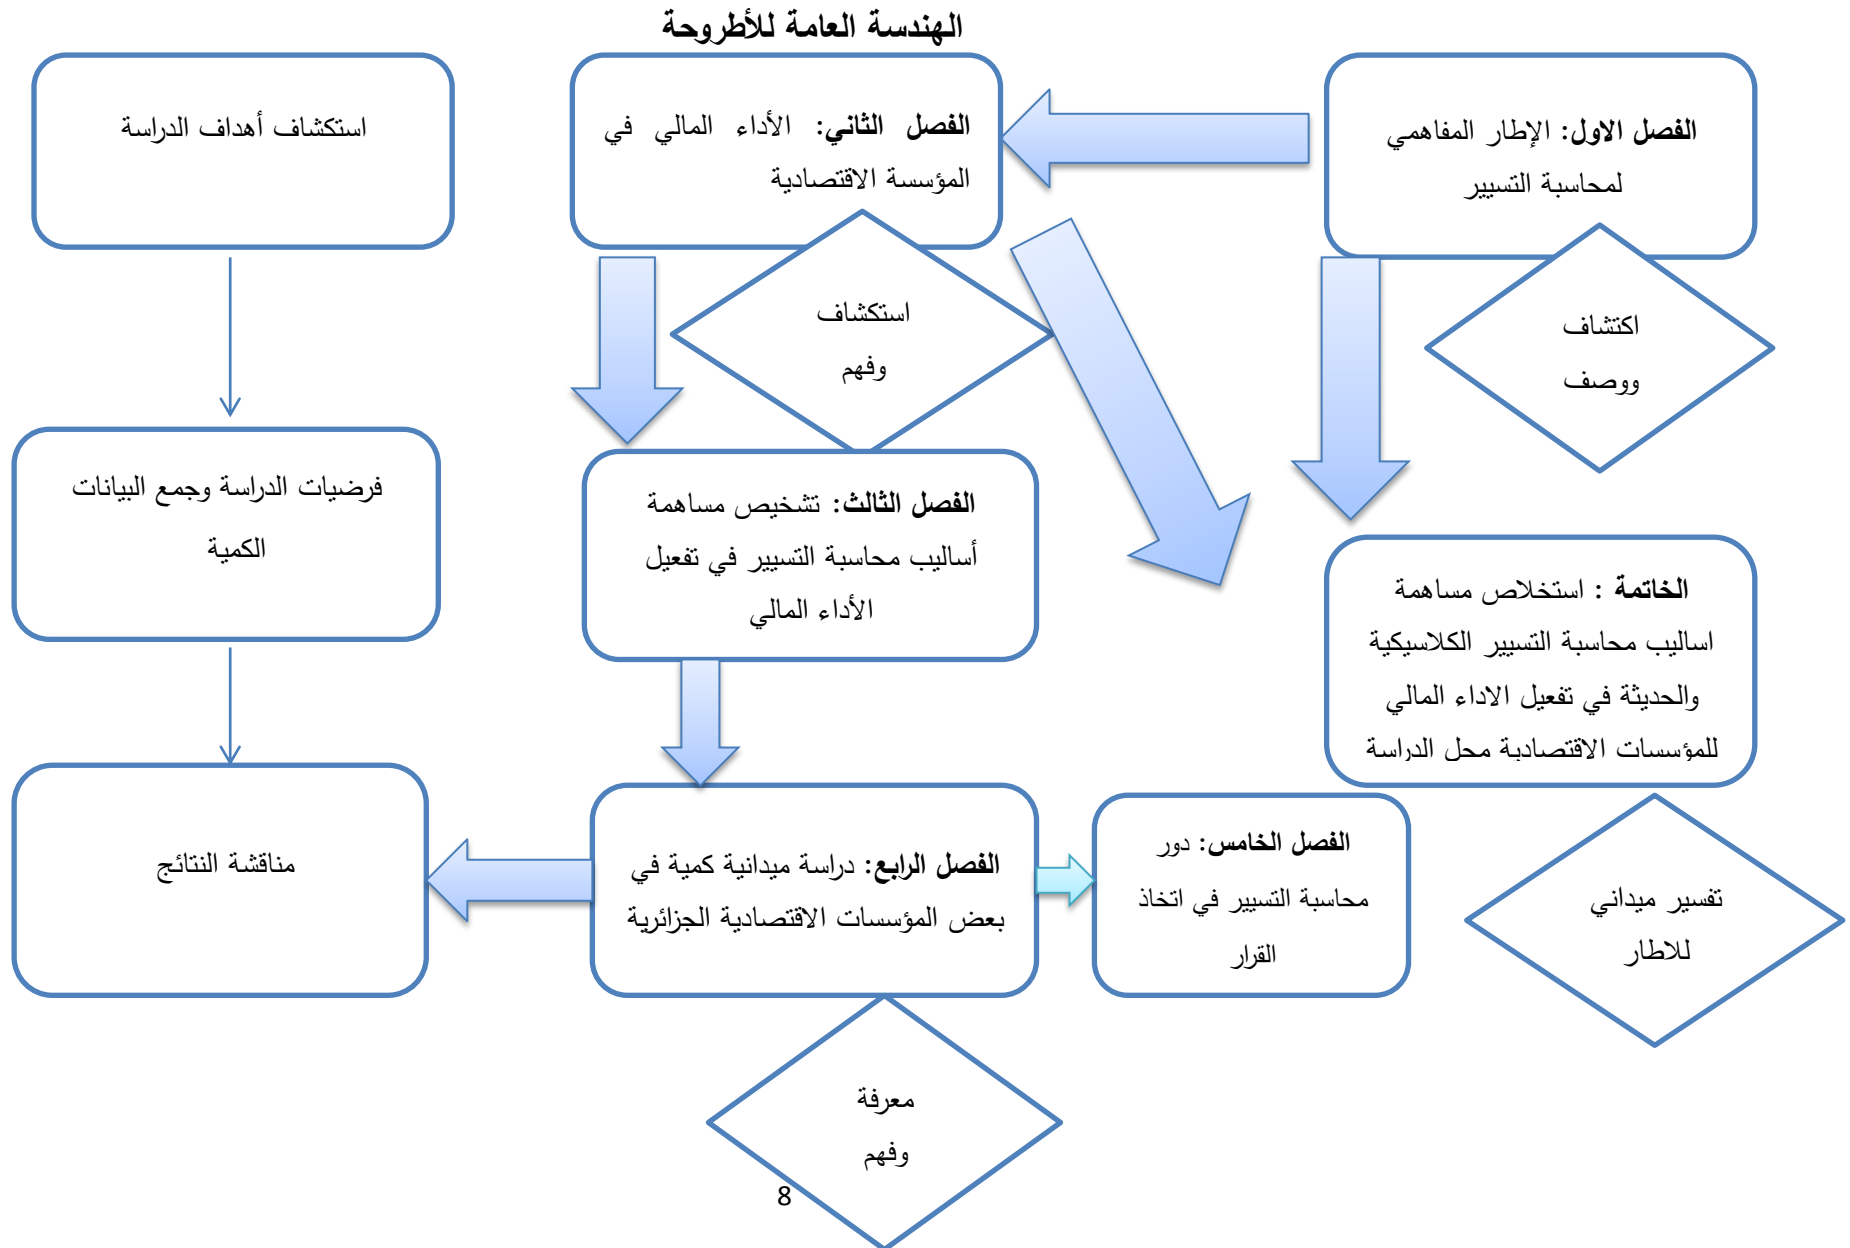 الهندسة العامة للأطروحة
الفصل الاول: الإطار المفاهمي
لمحاسبة التسيير
الفصل الثاني: الأداء المالي في
المؤسسة الاقتصادية
استكشاف أهداف الدراسة
اكتشاف
ووصف
استكشاف
وفهم
فرضيات الدراسة وجمع البيانات
الكمية
الفصل الثالث: تشخيص مساهمة
أساليب محاسبة التسيير في تفعيل
الأداء المالي
الخاتمة : استخلاص مساهمة
اساليب محاسبة التسيير الكلاسيكية
والحديثة في تفعيل الاداء المالي
للمؤسسات الاقتصادية محل الدراسة
الفصل الخامس: دور
محاسبة التسيير في اتخاذ
القرار
الفصل الرابع: دراسة ميدانية كمية في
بعض المؤسسات الاقتصادية الجزائرية
مناقشة النتائج
تفسير ميداني
للاطار
معرفة
وفهم
8